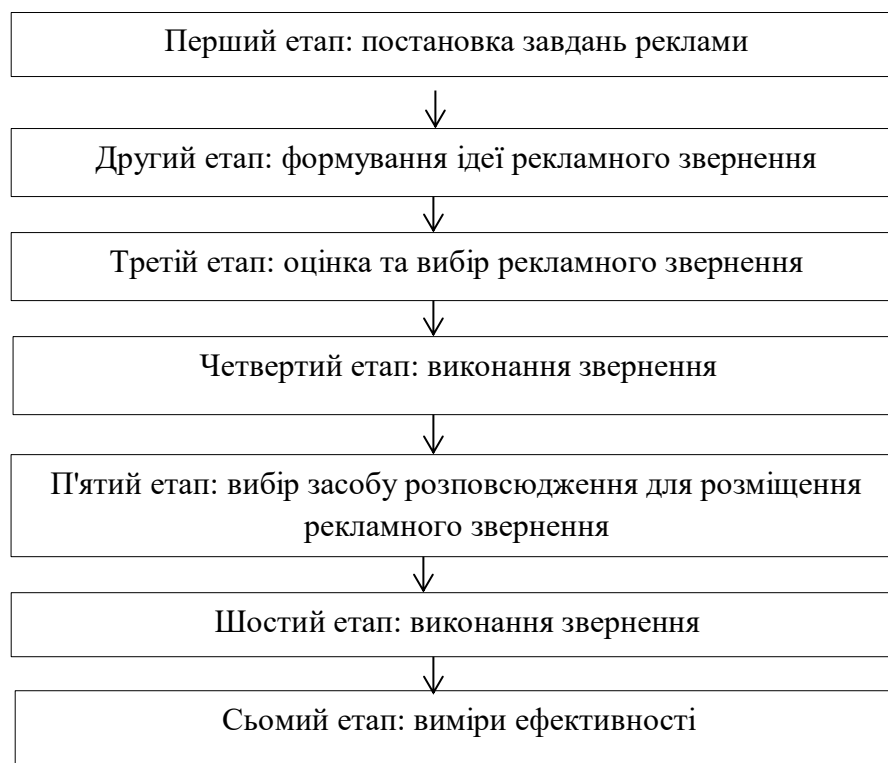 Перший етап: постановка завдань реклами
Другий етап: формування ідеї рекламного звернення
Третій етап: оцінка та вибір рекламного звернення
Четвертий етап: виконання звернення
П'ятий етап: вибір засобу розповсюдження для розміщення
рекламного звернення
Шостий етап: виконання звернення
Сьомий етап: виміри ефективності